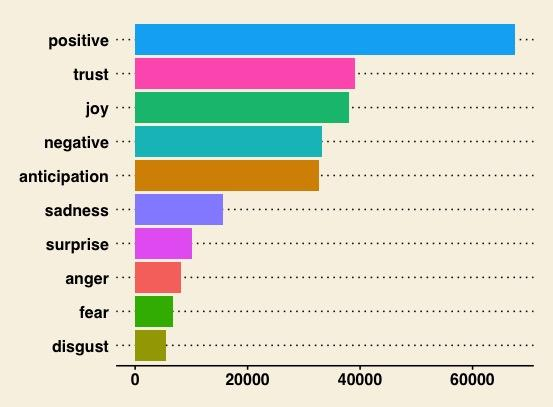 positive
trust
joy
negative
anticipation
sadness
surprise
anger
fear
disgust
0 20000 40000 60000